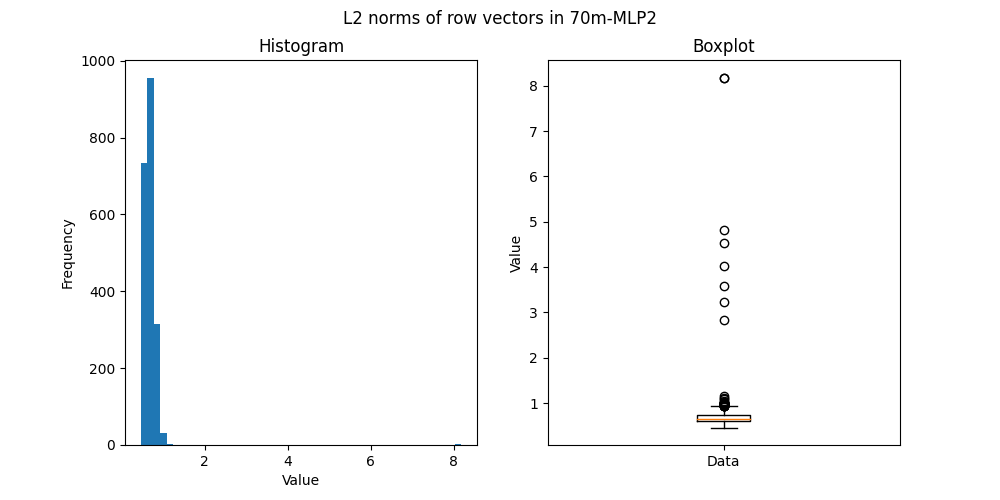 L2 norms of row vectors in 70m-MLP2
Histogram
Boxplot
1000
800
600
400
200
0
Frequency
2
4
6
8
Value
8
7
6
5
4
3
2
1
Value
Data